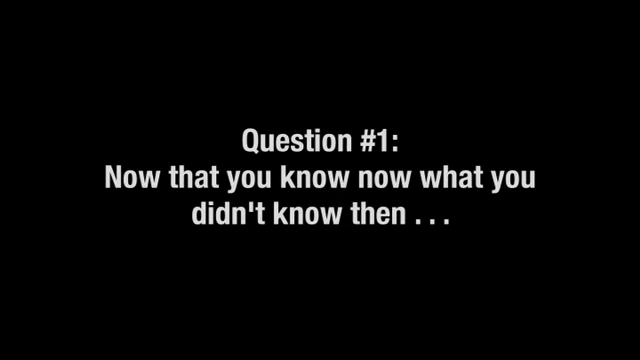 Question #1:
Now that you know now what you
didn't know then . . .